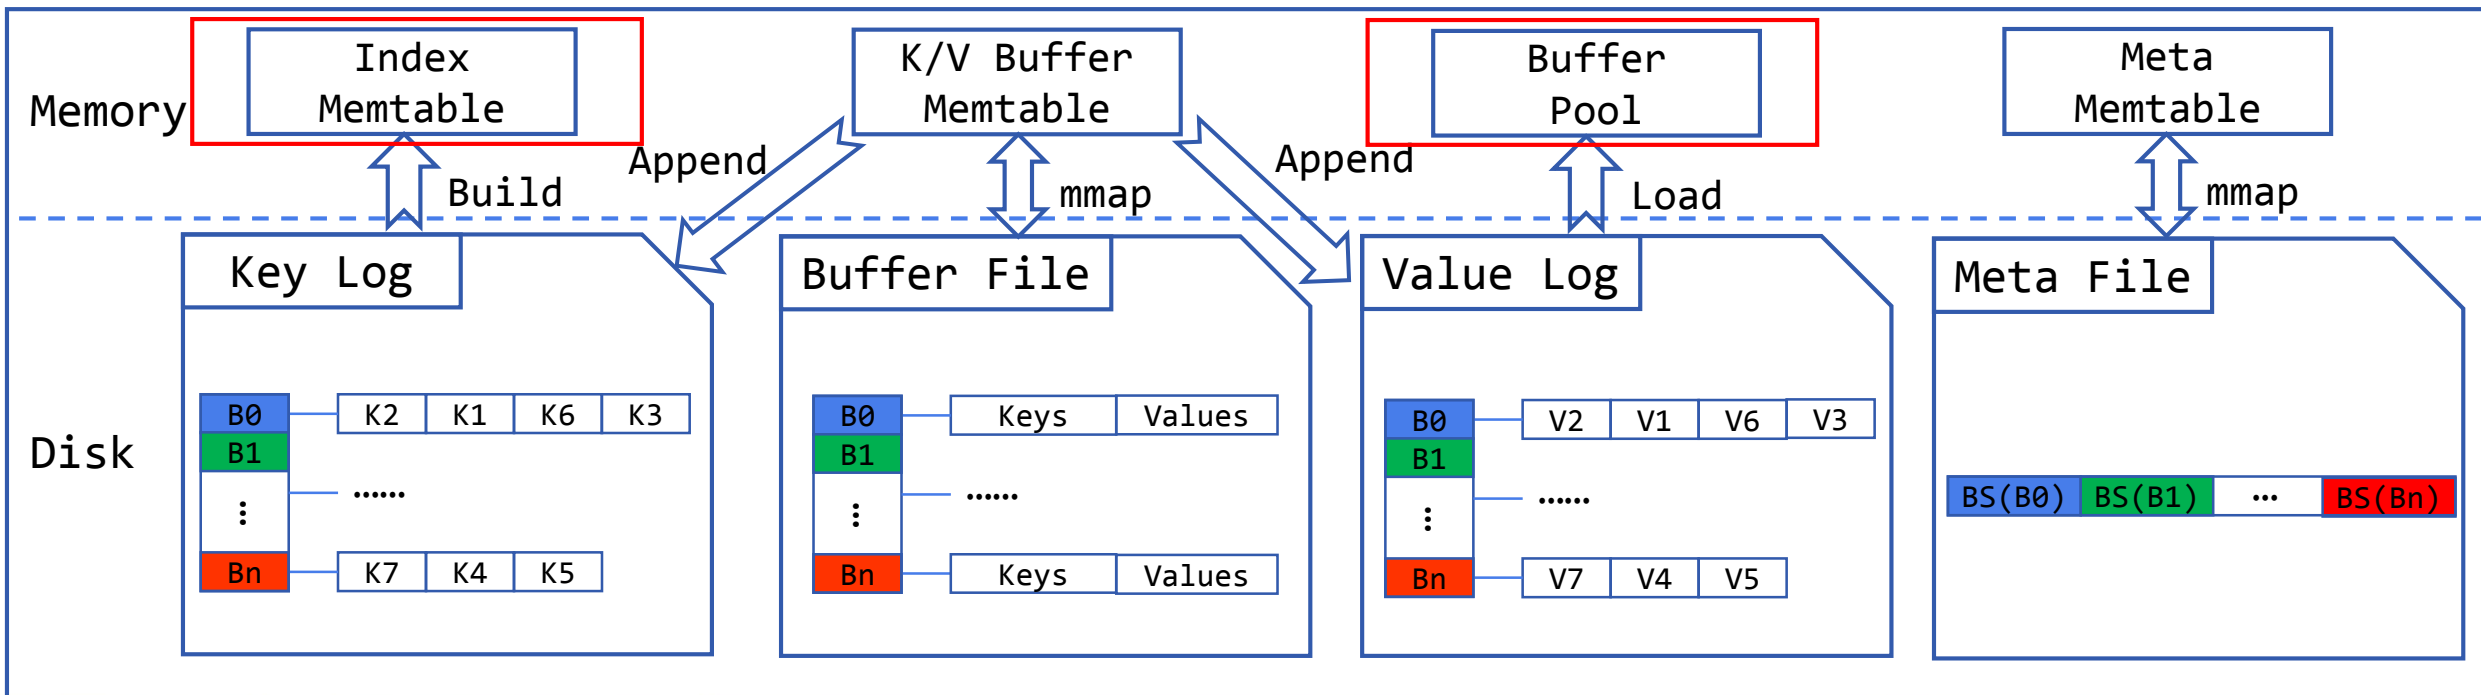 Memory
Index
Memtable
K/V Buffer
Memtable
Buffer
Pool
Meta
Memtable
Build
Append
mmap
Append
Load
mmap
Disk
Key Log
B0 K2 K1 K6 K3
B1
⋮ ……
Bn K7 K4 K5
Buffer File
B0 Keys Values
B1
⋮ ……
Bn Keys Values
Value Log
B0 V2 V1 V6 V3
B1
⋮ ……
Bn V7 V4 V5
Meta File
BS(B0) BS(B1) … BS(Bn)